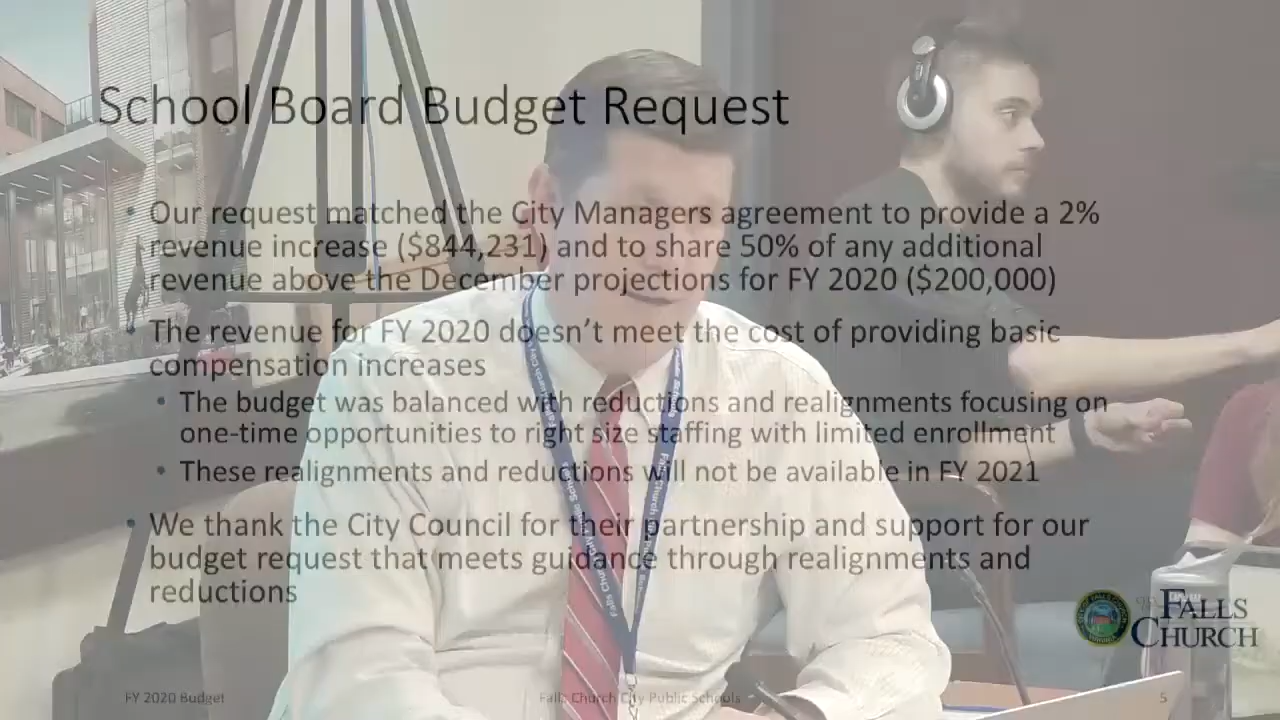 School Board Budget Request
• Our request matched the City Managers agreement to provide a 2%
revenue increase ($844,231) and to share 50% of any additional
revenue above the December projections for FY 2020 ($200,000)
• The revenue for FY 2020 doesn't meet the cost of providing basic
compensation increases
• The budget was balanced with reductions and realignments focusing on
one-time opportunities to right size staffing with limited enrollment
• These realignments and reductions will not be available in FY 2021
• We thank the City Council for their partnership and support for our
budget request that meets guidance through realignments and
reductions
FALLS
CHURCH
FY 2020 Budget
Falls Church City Public Schools
5